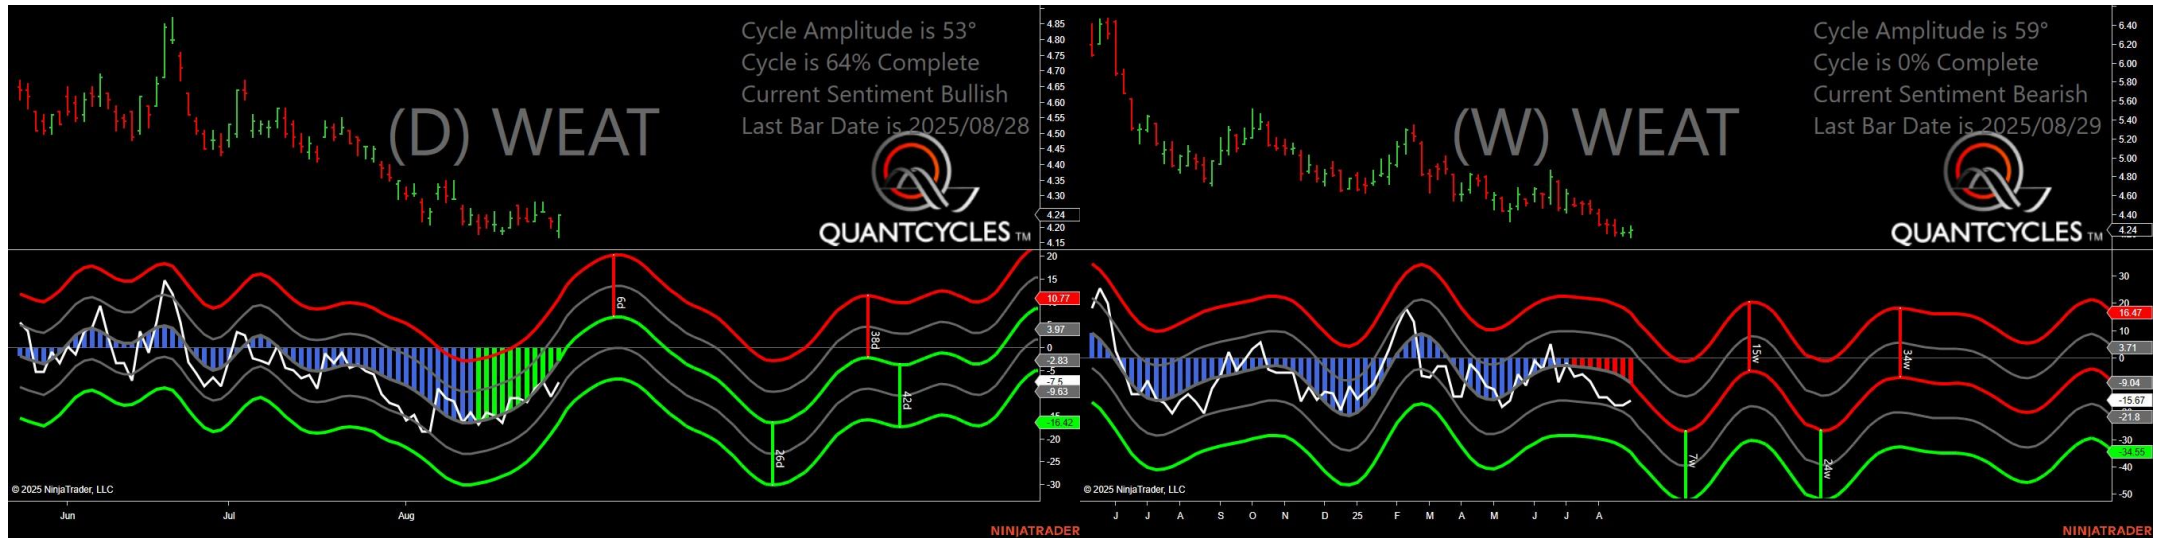 Cycle Amplitude is 53°
Cycle is 64% Complete
Current Sentiment Bullish
Last Bar Date is 2025/08/28
(D) WEAT
QUANTCYCLES TM
4.85
4.80
4.75
4.70
4.65
4.60
4.55
4.50
4.45
4.40
4.35
4.30
4.24
4.20
4.15
20
15
10.77
3.97
0
-2.83
-7.5
-9.63
-16.42
-20
-25
-30
6d
38d
42d
26d
© 2025 NinjaTrader, LLC
Jun Jul Aug
NINJATRADER
Cycle Amplitude is 59°
Cycle is 0% Complete
Current Sentiment Bearish
Last Bar Date is 2025/08/29
(W) WEAT
QUANTCYCLES TM
6.40
6.20
6.00
5.80
5.60
5.40
5.20
5.00
4.80
4.60
4.40
4.24
30
20
16.47
10
3.71
0
-9.04
-15.67
-21.8
-30
-34.55
-40
-50
15w
34w
7w
24w
© 2025 NinjaTrader, LLC
J J A S O N D 25 F M A M J J A
NINJATRADER